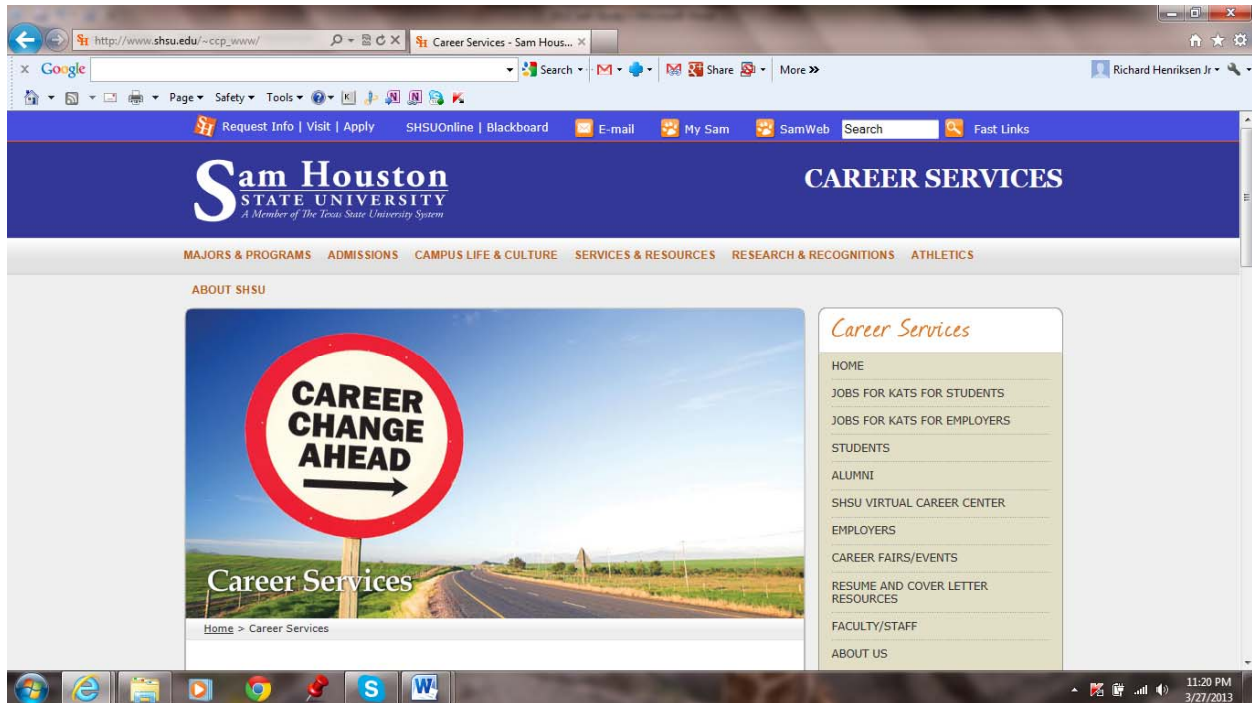 http://www.shsu.edu/~ccp_www/
Career Services - Sam Hous...
x Google
Search
Share
More »
Richard Henriksen Jr
Page
Safety
Tools
Request Info | Visit | Apply
SHSUOnline | Blackboard
E-mail
My Sam
SamWeb
Search
Fast Links
Sam Houston
STATE UNIVERSITY
A Member of The Texas State University System
CAREER SERVICES
MAJORS & PROGRAMS
ADMISSIONS
CAMPUS LIFE & CULTURE
SERVICES & RESOURCES
RESEARCH & RECOGNITIONS
ATHLETICS
ABOUT SHSU
CAREER
CHANGE
AHEAD
Career Services
Home > Career Services
Career Services
HOME
JOBS FOR KATS FOR STUDENTS
JOBS FOR KATS FOR EMPLOYERS
STUDENTS
ALUMNI
SHSU VIRTUAL CAREER CENTER
EMPLOYERS
CAREER FAIRS/EVENTS
RESUME AND COVER LETTER
RESOURCES
FACULTY/STAFF
ABOUT US
11:20 PM
3/27/2013